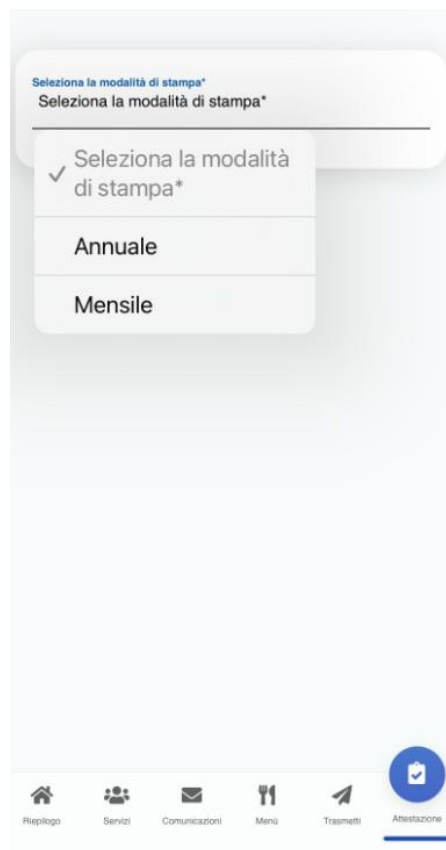 Seleziona la modalità di stampa*
Seleziona la modalità di stampa*
Seleziona la modalità
di stampa*
Annuale
Mensile
Riepilogo
Servizi
Comunicazioni
Menù
Trasmetti
Attestazione